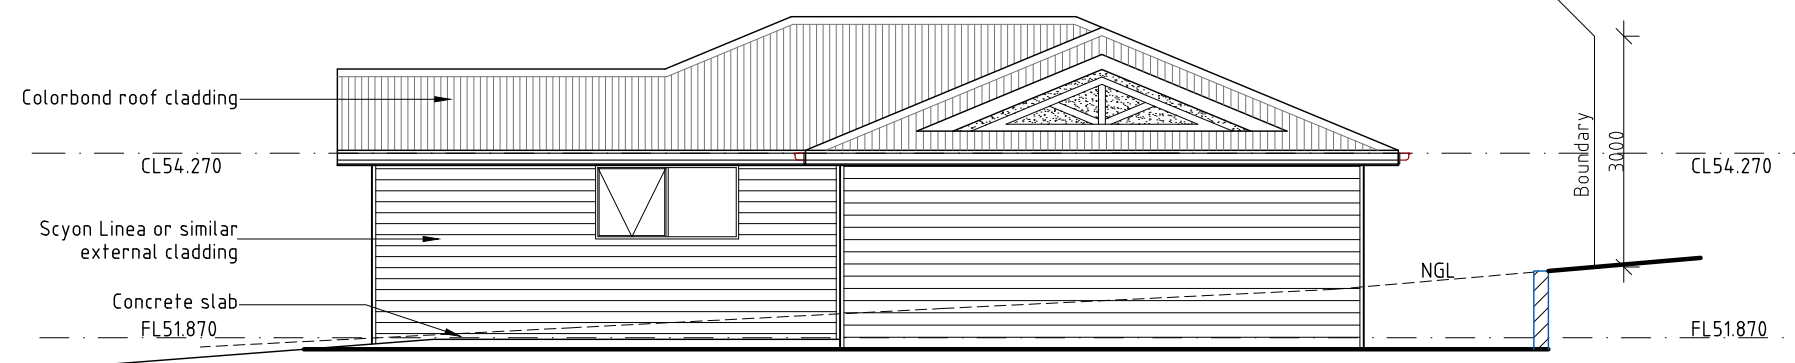 Colorbond roof cladding
CL54.270
Scyon Linea or similar
external cladding
Concrete slab
FL51.870
Boundary
3000
CL54.270
NGL
FL51.870